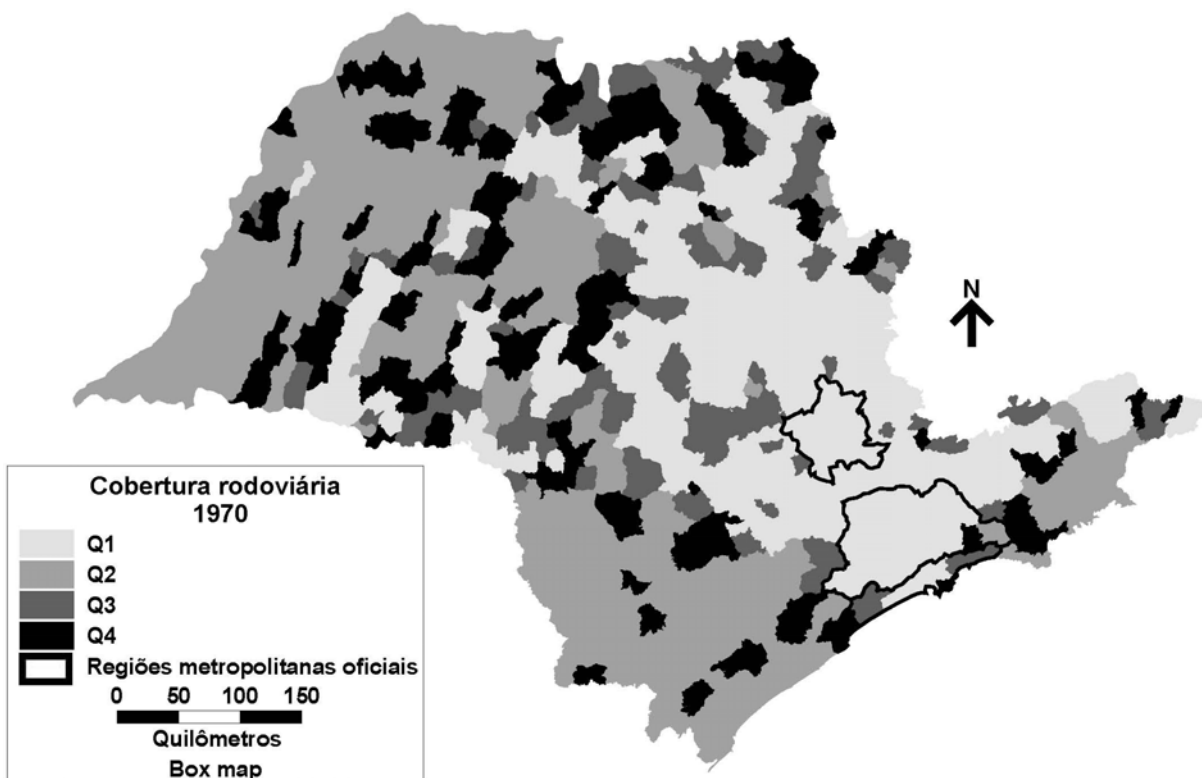 N
Cobertura rodoviária
1970
Q1
Q2
Q3
Q4
Regiões metropolitanas oficiais
0 50 100 150
Quilômetros
Box map